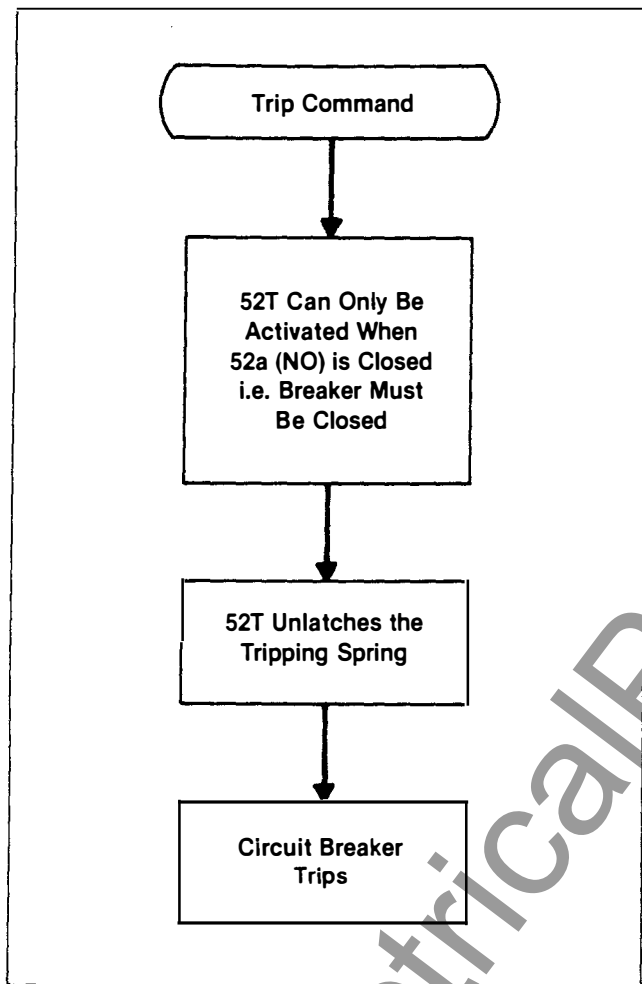 Trip Command
52T Can Only Be
Activated When
52a (NO) is Closed
i.e. Breaker Must
Be Closed
52T Unlatches the
Tripping Spring
Circuit Breaker
Trips